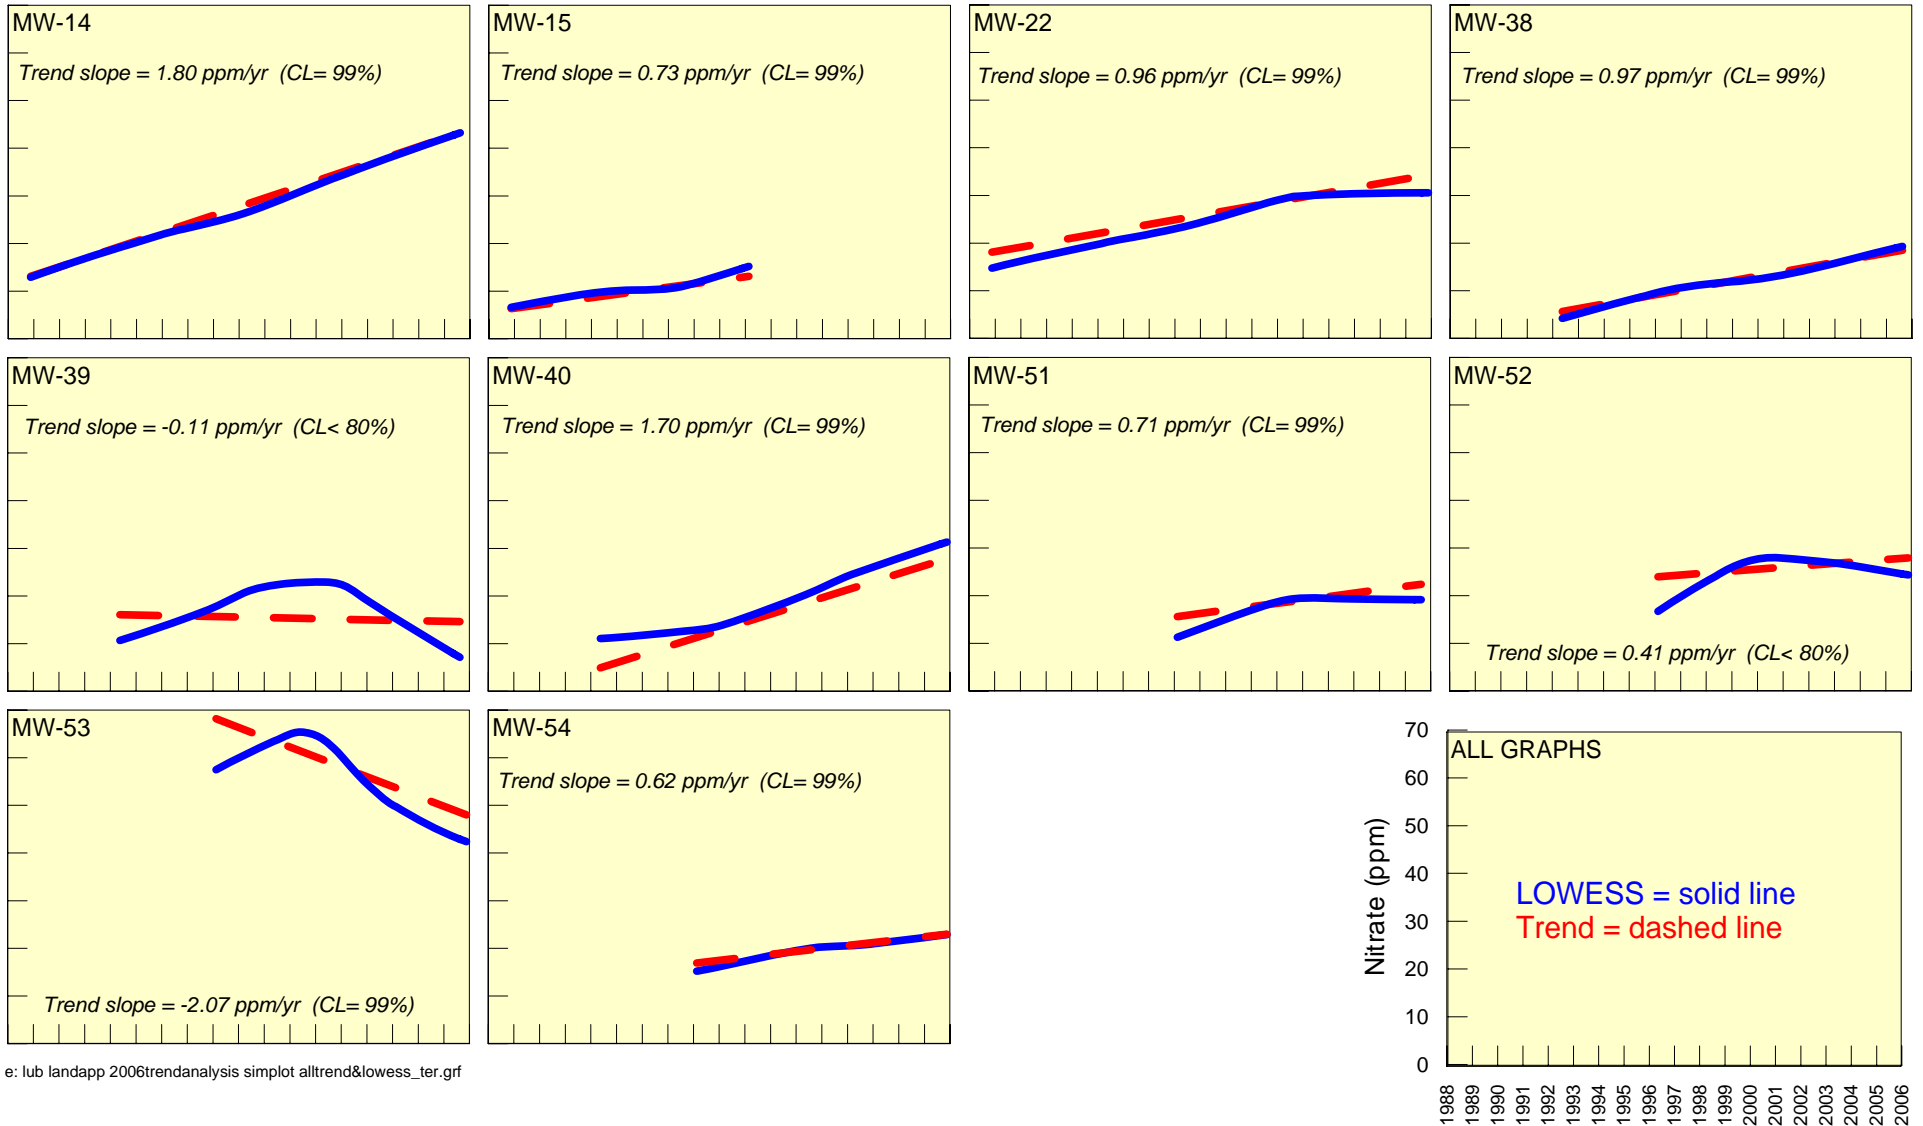 MW-14
Trend slope = 1.80 ppm/yr (CL= 99%)
MW-15
Trend slope = 0.73 ppm/yr (CL= 99%)
MW-22
Trend slope = 0.96 ppm/yr (CL= 99%)
MW-38
Trend slope = 0.97 ppm/yr (CL= 99%)
MW-39
Trend slope = -0.11 ppm/yr (CL< 80%)
MW-40
Trend slope = 1.70 ppm/yr (CL= 99%)
MW-51
Trend slope = 0.71 ppm/yr (CL= 99%)
MW-52
Trend slope = 0.41 ppm/yr (CL< 80%)
MW-53
Trend slope = -2.07 ppm/yr (CL= 99%)
MW-54
Trend slope = 0.62 ppm/yr (CL= 99%)
ALL GRAPHS
LOWESS = solid line
Trend = dashed line
Nitrate (ppm)
70
60
50
40
30
20
10
0
1988
1989
1990
1991
1992
1993
1994
1995
1996
1997
1998
1999
2000
2001
2002
2003
2004
2005
2006
e: lub landapp 2006trendanalysis simplot alltrend&lowess_ter.grf